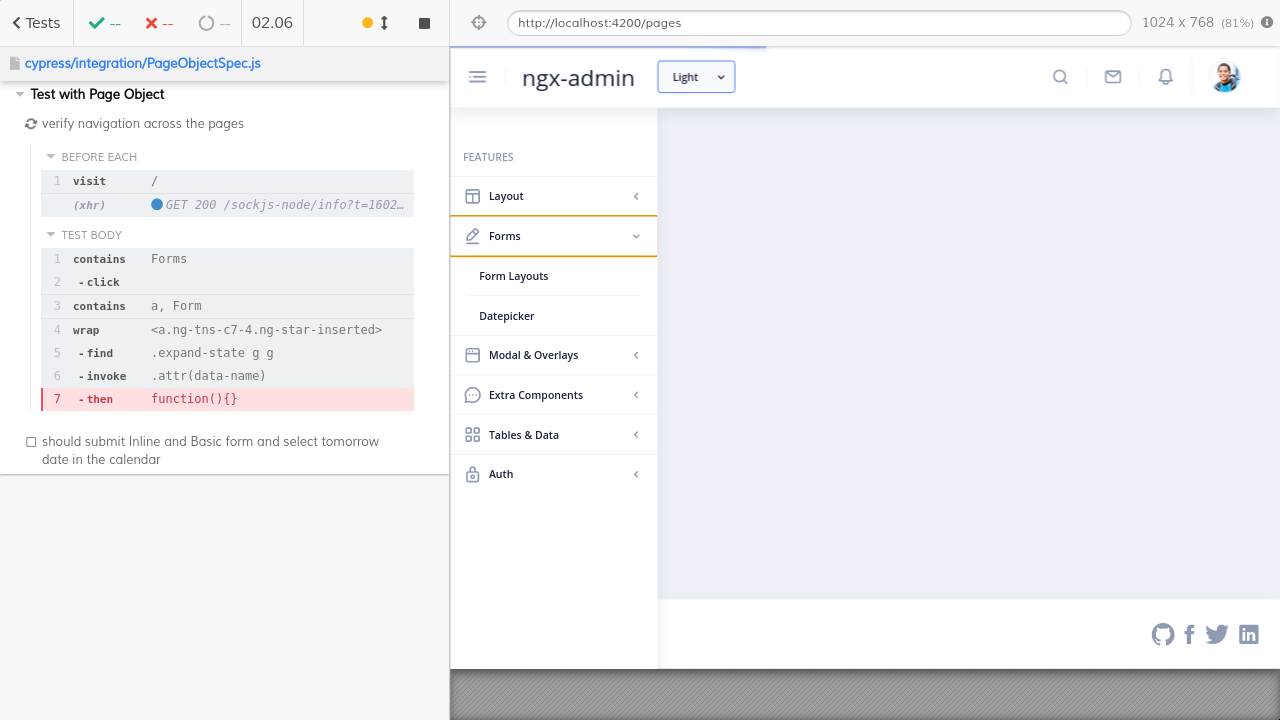 Tests
--
--
--
02.06
cypress/integration/PageObjectSpec.js
Test with Page Object
verify navigation across the pages
BEFORE EACH
1 visit /
(xhr) GET 200 /sockjs-node/info?t=1602…
TEST BODY
1 contains Forms
2 -click
3 contains a, Form
4 wrap <a.ng-tns-c7-4.ng-star-inserted>
5 -find .expand-state g g
6 -invoke .attr(data-name)
7 -then function(){}
should submit Inline and Basic form and select tomorrow
date in the calendar
http://localhost:4200/pages
1024 x 768 (81%)
ngx-admin
Light
FEATURES
Layout
Forms
Form Layouts
Datepicker
Modal & Overlays
Extra Components
Tables & Data
Auth